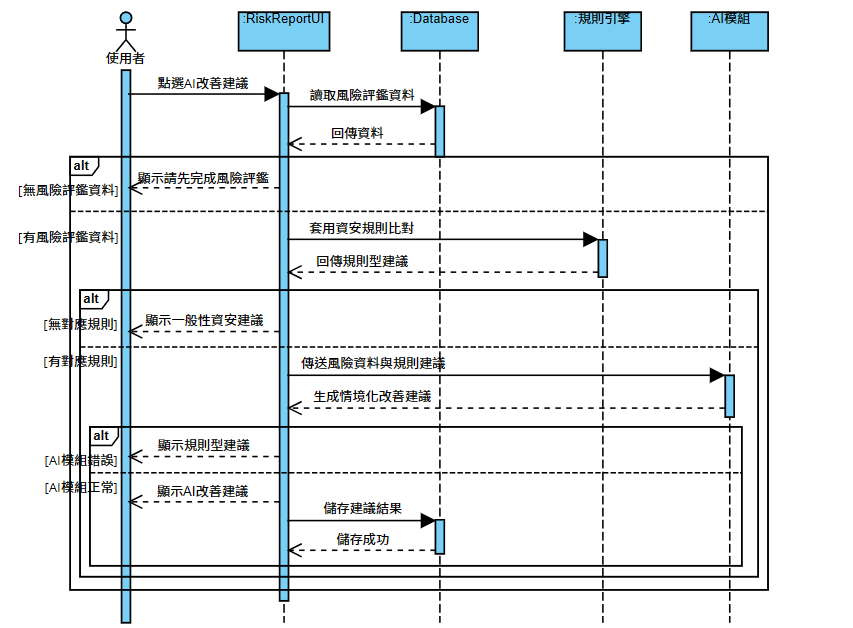 :RiskReportUI
:Database
:規則引擎
:AI模組
使用者
點選AI改善建議
讀取風險評鑑資料
回傳資料
alt
顯示請先完成風險評鑑
[無風險評鑑資料]
[有風險評鑑資料]
套用資安規則比對
回傳規則型建議
alt
顯示一般性資安建議
[無對應規則]
[有對應規則]
傳送風險資料與規則建議
生成情境化改善建議
alt
顯示規則型建議
[AI模組錯誤]
[AI模組正常]
顯示AI改善建議
儲存建議結果
儲存成功